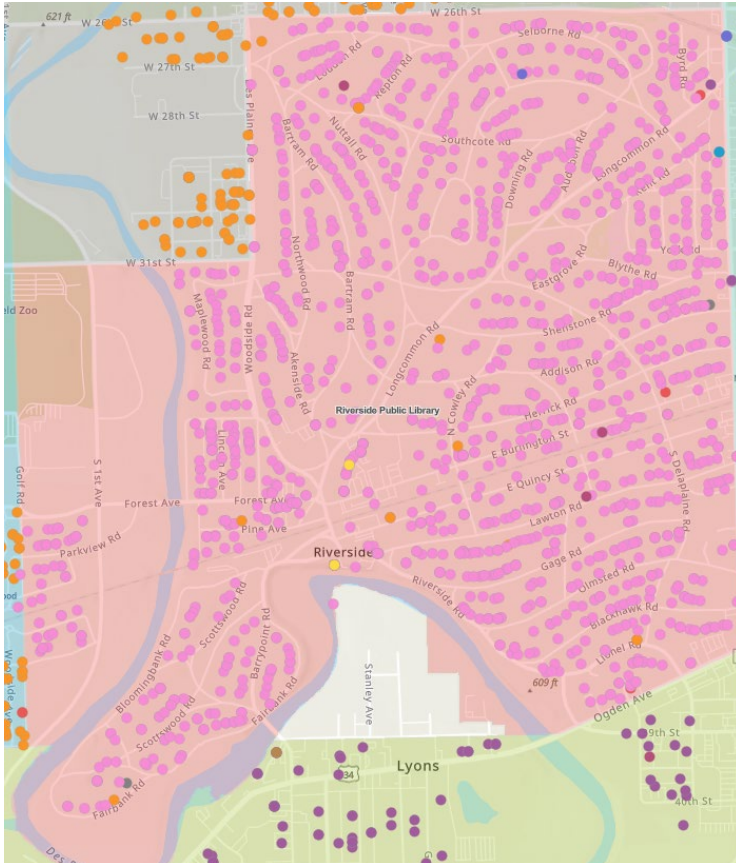 W 26th St
621 ft
W 26th St
Selborne Rd
W 27th St
Loudon Rd
Kepton Rd
Byrd Rd
W 28th St
Nuttall Rd
Southcote Rd
Bartram Rd
Downing Rd
Longcommon Rd
W 31st St
Northwood Rd
Eastgrove Rd
Blythe Rd
Maplewood Rd
Bartram Rd
Woodside Rd
Shenstone Rd
Longcommon Rd
Akenside Rd
Addison Rd
Riverside Public Library
N Cowley Rd
Herrick Rd
Lincoln Ave
E Burlington St
S 1st Ave
Golf Rd
E Quincy St
S Delaplaine Rd
Forest Ave
Forest Ave
Lawton Rd
Pine Ave
Parkview Rd
Riverside
Gage Rd
Olmsted Rd
Riverside Rd
Scottswood Rd
Blackhawk Rd
Barrypoint Rd
Bloomingbank Rd
Linnet Rd
Stanley Ave
609 ft
Fairbank Rd
Scottswood Rd
Ogden Ave
Lyons
34
40th St
Fairbank Rd